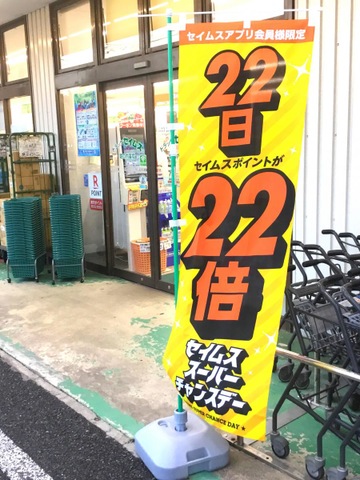 セイムスアプリ会員様限定
22
日
セイムスポイントが
22
倍
セイムス
スーパー
チャンスデー
CHANCE DAY★
R
POINT